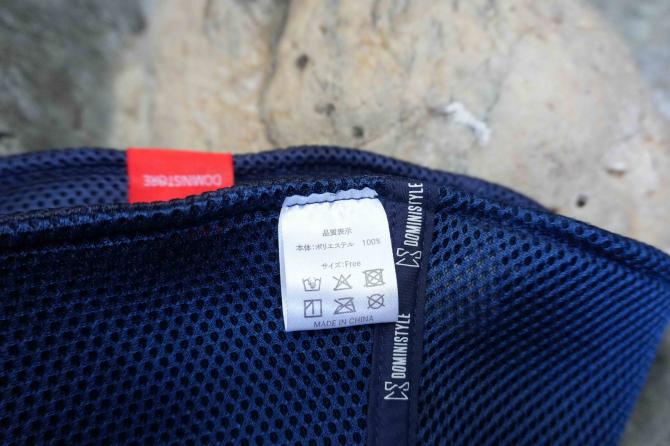 DOMINISTORE
DOMINISTYLE
品質表示
本体:ポリエステル 100%
サイズ:Free
MADE IN CHINA
DOMINISTYLE